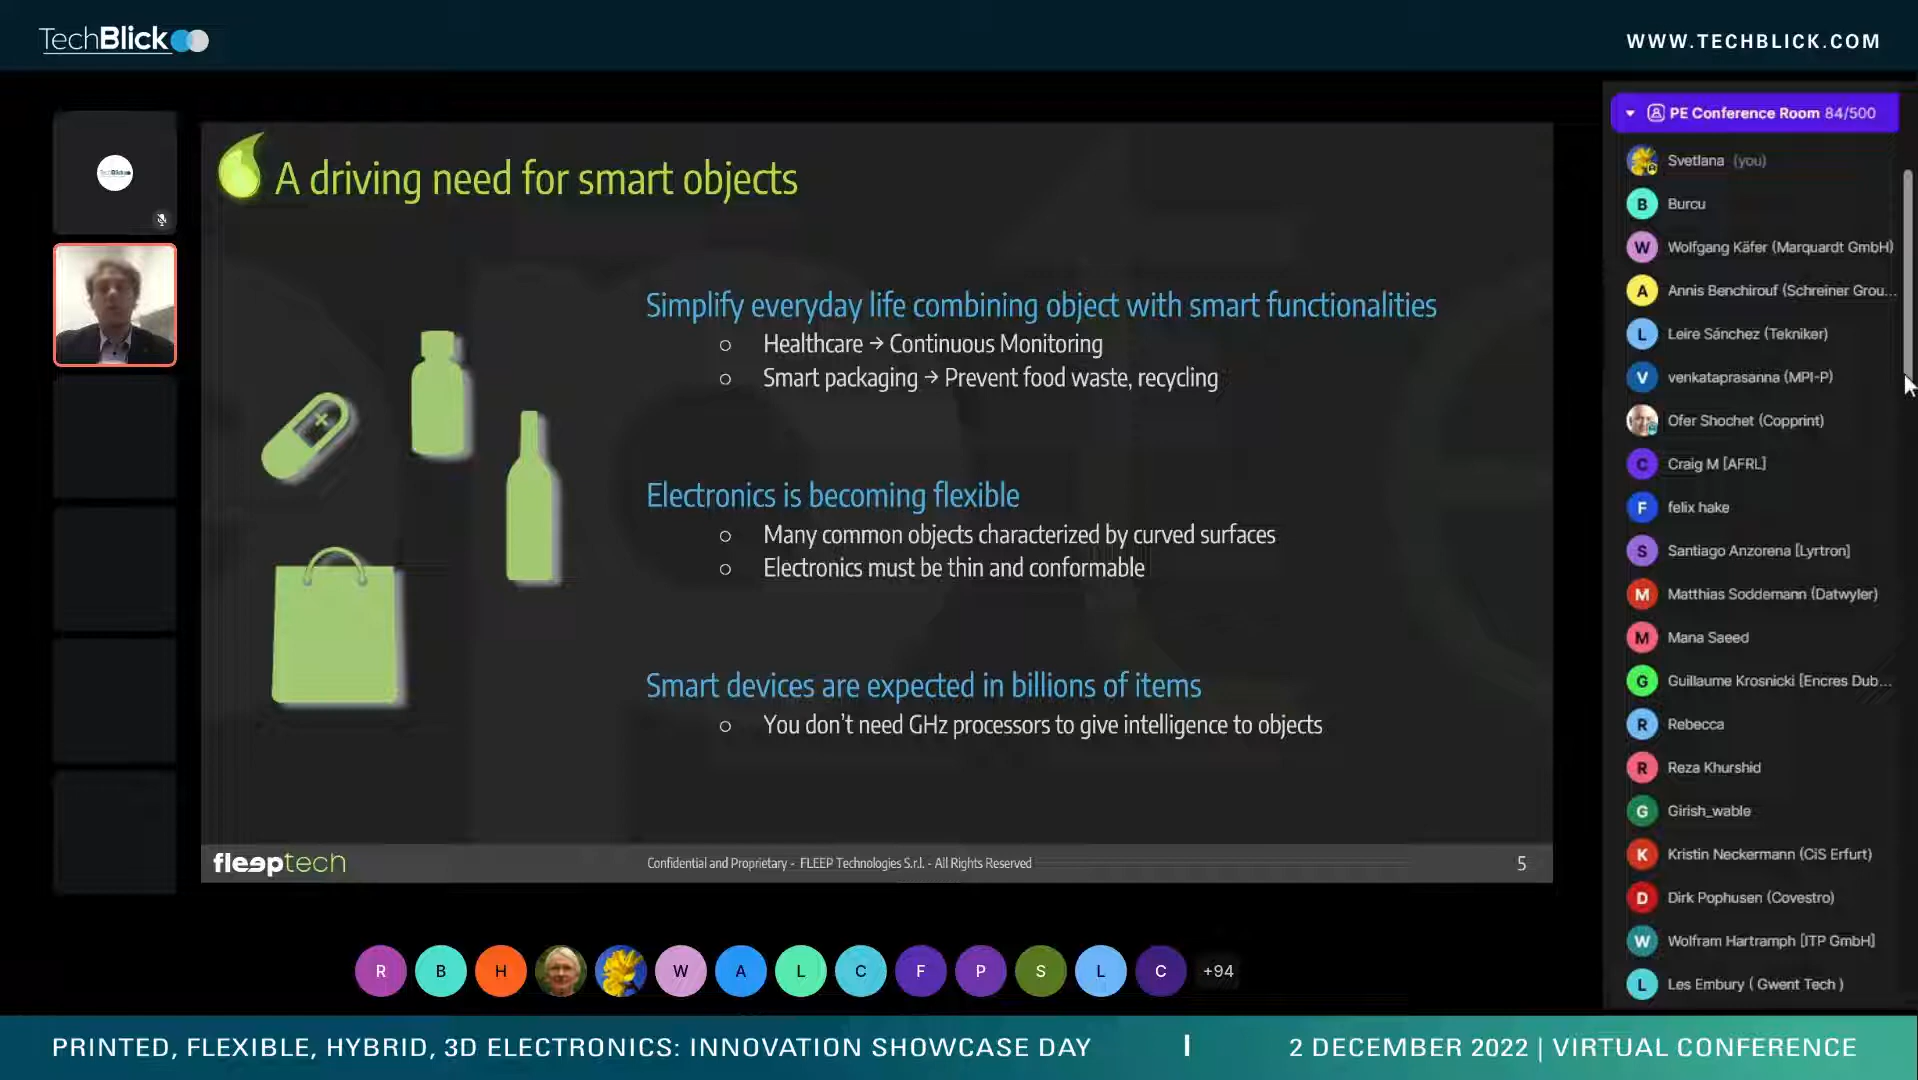 TechBlick
WWW.TECHBLICK.COM
A driving need for smart objects
Simplify everyday life combining object with smart functionalities
○ Healthcare → Continuous Monitoring
○ Smart packaging → Prevent food waste, recycling
Electronics is becoming flexible
○ Many common objects characterized by curved surfaces
○ Electronics must be thin and conformable
Smart devices are expected in billions of items
○ You don't need GHz processors to give intelligence to objects
fleeptech
Confidential and Proprietary - FLEEP Technologies S.r.l. - All Rights Reserved
5
PE Conference Room 84/500
Svetlana (you)
B Burcu
W Wolfgang Käfer (Marquardt GmbH)
A Annis Benchirouf (Schreiner Grou...
L Leire Sánchez (Tekniker)
V venkataprasanna (MPI-P)
Ofer Shochet (Copprint)
C Craig M [AFRL]
F felix hake
S Santiago Anzorena [Lyrtron]
M Matthias Soddemann (Datwyler)
M Mana Saeed
G Guillaume Krosnicki [Encres Dub...
R Rebecca
R Reza Khurshid
G Girish_wable
K Kristin Neckermann (CiS Erfurt)
D Dirk Pophusen (Covestro)
W Wolfram Hartramph [ITP GmbH]
L Les Embury ( Gwent Tech )
R B H W A L C F P S L C +94
PRINTED, FLEXIBLE, HYBRID, 3D ELECTRONICS: INNOVATION SHOWCASE DAY | 2 DECEMBER 2022 | VIRTUAL CONFERENCE